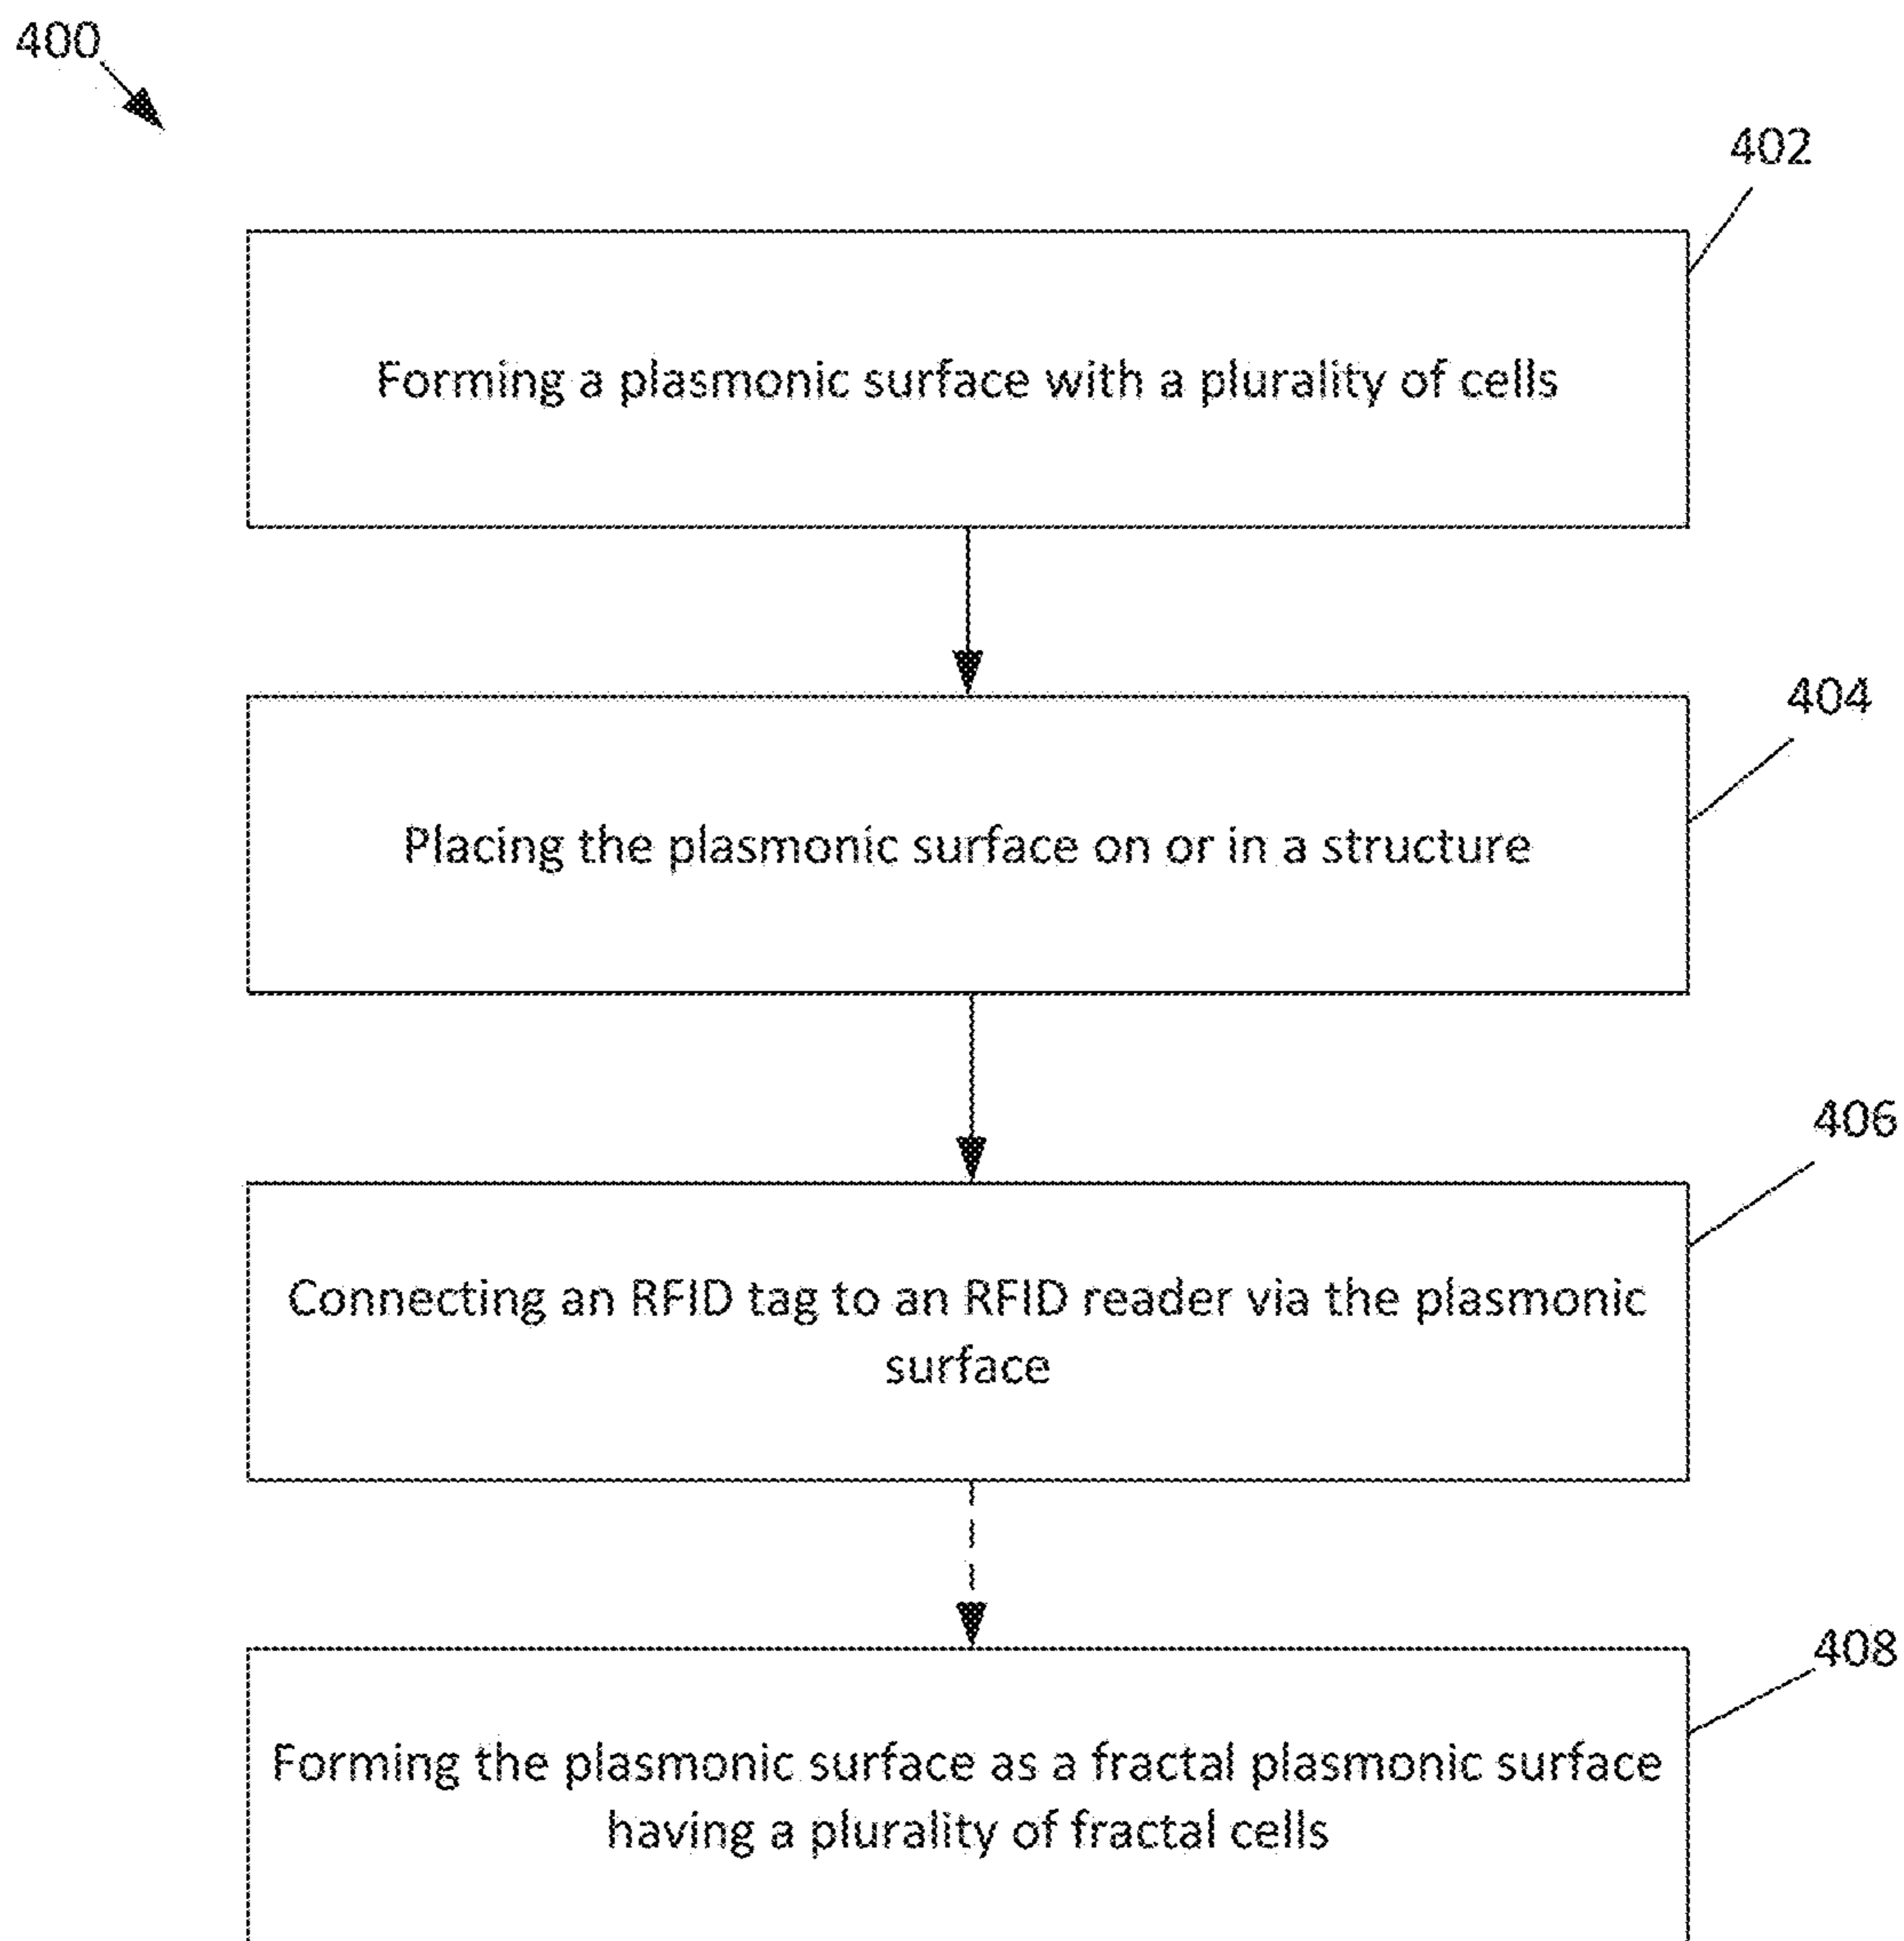 400
402
Forming a plasmonic surface with a plurality of cells
404
Placing the plasmonic surface on or in a structure
406
Connecting an RFID tag to an RFID reader via the plasmonic
surface
408
Forming the plasmonic surface as a fractal plasmonic surface
having a plurality of fractal cells